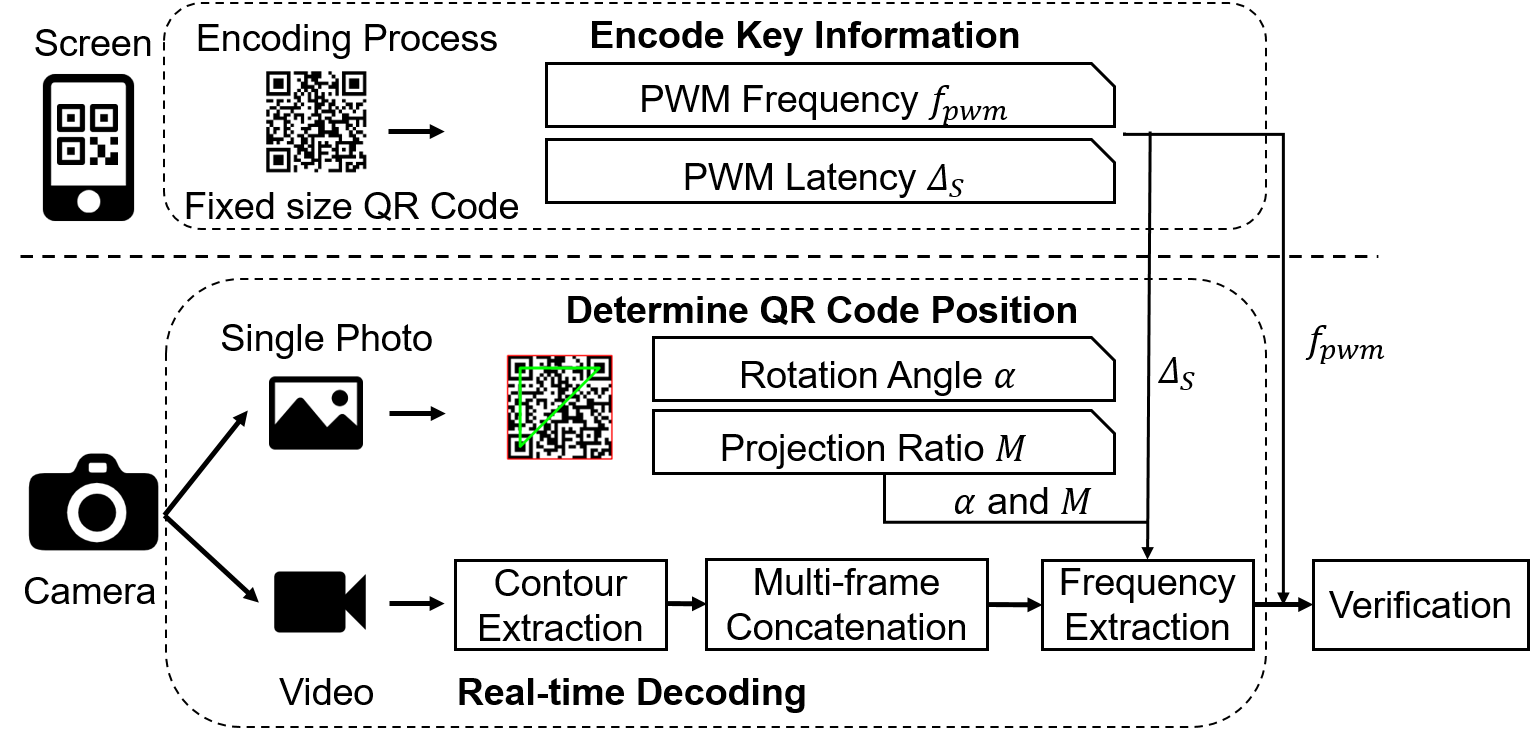 Screen
Encoding Process
Fixed size QR Code
Encode Key Information
PWM Frequency f_pwm
PWM Latency Δ_S
Determine QR Code Position
Single Photo
Rotation Angle α
Projection Ratio M
α and M
Δ_S
f_pwm
Camera
Contour
Extraction
Multi-frame
Concatenation
Frequency
Extraction
Verification
Video
Real-time Decoding